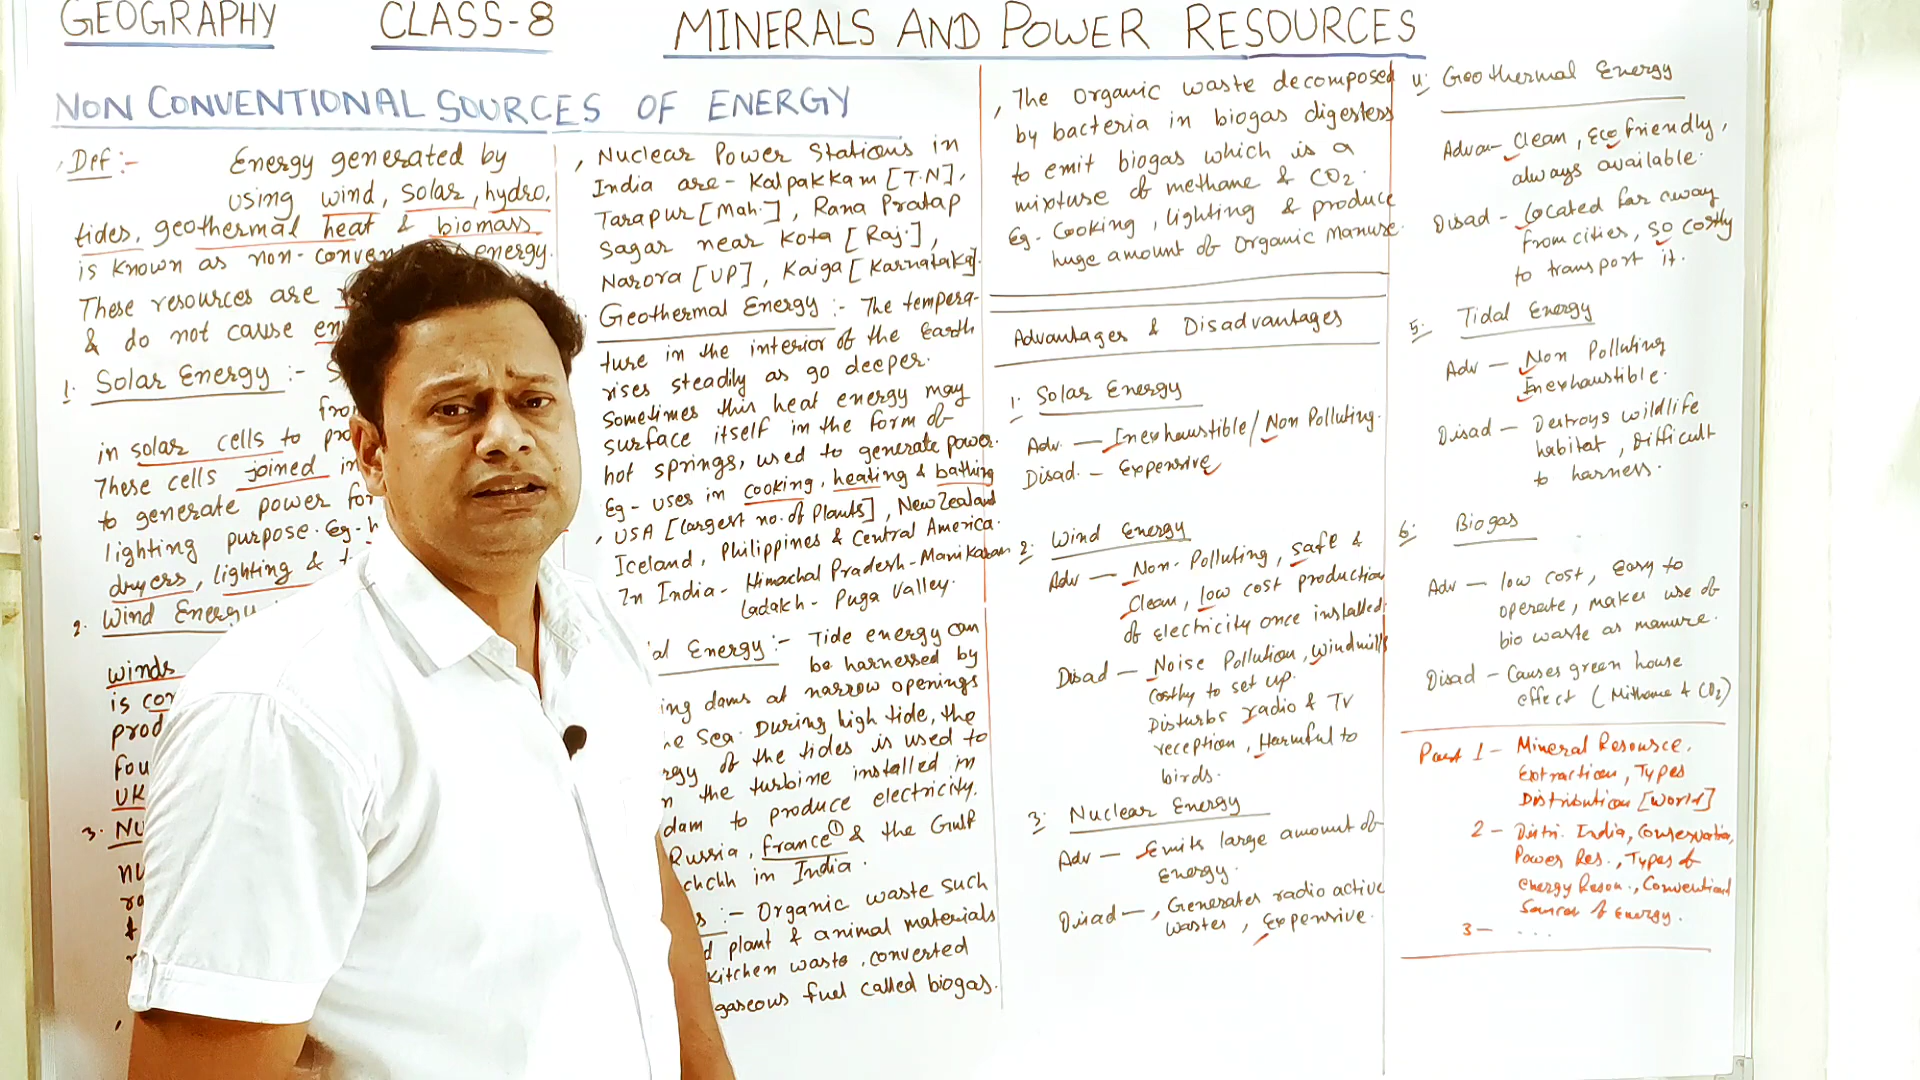 GEOGRAPHY CLASS-8 MINERALS AND POWER RESOURCES
NON CONVENTIONAL SOURCES OF ENERGY
Def :- Energy generated by
using wind, solar, hydro,
tides, geothermal heat & biomass
is known as non-conven energy.
These resources are
& do not cause en
1. Solar Energy :- S
fro
in solar cells to pro
These cells joined in
to generate power for
lighting purpose. Eg-
dryers, lighting & t
2. Wind Energy
winds
is con
prod
fou
UK
3. Nu
nu
ro
&
Nuclear Power Stations in
India are - Kalpakkam [T.N],
Tarapur [Mah.], Rana Pratap
Sagar near Kota [Raj.],
Narora [UP], Kaiga [Karnataka].
Geothermal Energy :- The tempera-
ture in the interior of the Earth
rises steadily as go deeper.
Sometimes this heat energy may
surface itself in the form of
hot springs, used to generate power.
Eg - uses in cooking, heating & bathing
USA [largest no. of Plants], New Zealand
Iceland, Philippines & Central America.
In India - Himachal Pradesh - Manikaran
Ladakh - Puga Valley.
al Energy :- Tide energy can
be harnessed by
ing dams at narrow openings
he sea. During high tide, the
rgy of the tides is used to
n the turbine installed in
dam to produce electricity.
Russia, france ① & the Gulf
chchh in India.
s :- Organic waste such
d plant & animal materials
kitchen waste, converted
gaseous fuel called biogas.
The organic waste decomposed
by bacteria in biogas digesters
to emit biogas which is a
mixture of methane & CO2.
Eg- Cooking, lighting & produce
huge amount of organic manure.
Advantages & Disadvantages
1. Solar Energy
Adv. — Inexhaustible/Non Polluting.
Disad. - Expensive
2. Wind Energy
Adv — Non-Polluting, safe &
Clean, low cost production
of electricity once installed.
Disad — Noise Pollution, windmills
costly to set up.
Disturbs radio & TV
reception, Harmful to
birds.
3. Nuclear Energy
Adv — Emits large amount of
energy.
Disad —, Generates radio active
wastes, Expensive.
4. Geothermal Energy
Advan- Clean, Eco friendly,
always available.
Disad - Located far away
from cities, so costly
to transport it.
5. Tidal Energy
Adv — Non Polluting
Inexhaustible.
Disad — Destroys wildlife
habitat, Difficult
to harness.
6. Biogas
Adv — low cost, easy to
operate, makes use of
bio waste as manure.
Disad - Causes green house
effect (Mithane & CO2)
Part 1 - Mineral Resource,
Extraction, Types
Distribution [World]
2 - Distri. India, Conservation,
Power Res., Types of
energy Resou., Conventional
Sources of Energy.
3 - ...